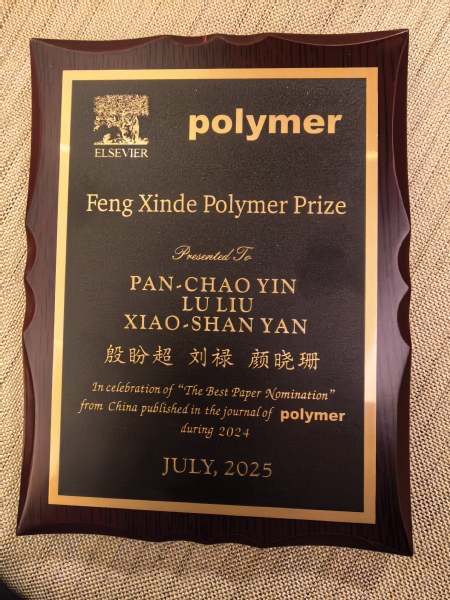 ELSEVIER
polymer
Feng Xinde Polymer Prize
Presented To
PAN-CHAO YIN
LU LIU
XIAO-SHAN YAN
殷盼超 刘禄 颜晓珊
In celebration of “The Best Paper Nomination”
from China published in the journal of polymer
during 2024
JULY, 2025